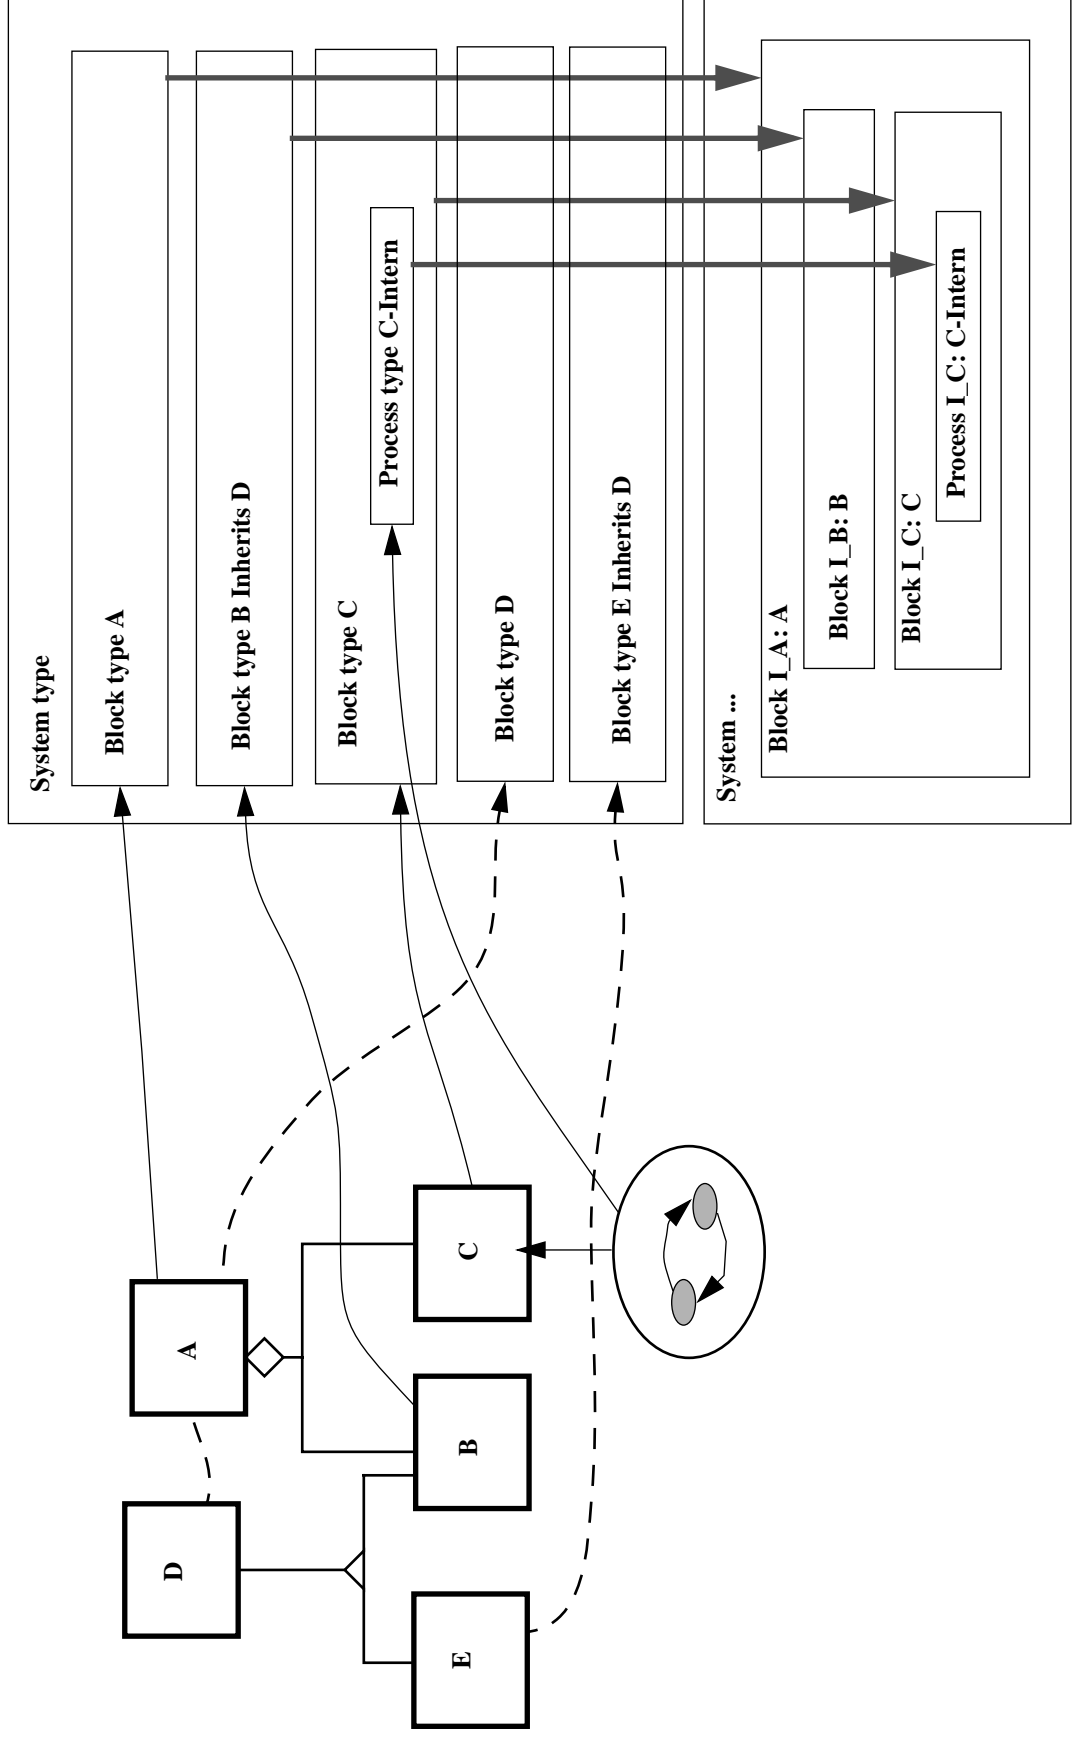 System type
Block type A
Block type B Inherits D
Block type C
Process type C-Intern
Block type D
Block type E Inherits D
System ...
Block I_A: A
Block I_B: B
Block I_C: C
Process I_C: C-Intern
D
A
E
B
C